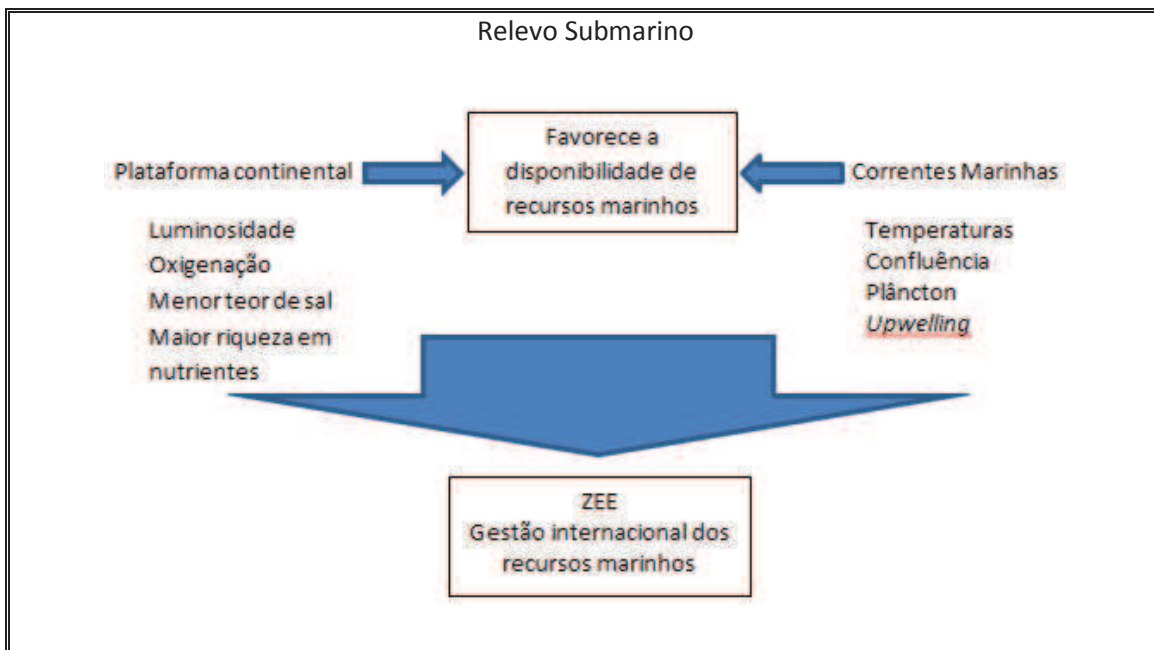 Relevo Submarino
Favorece a
disponibilidade de
recursos marinhos
Plataforma continental
Correntes Marinhas
Luminosidade
Oxigenação
Menor teor de sal
Maior riqueza em
nutrientes
Temperaturas
Confluência
Plâncton
Upwelling
ZEE
Gestão internacional dos
recursos marinhos